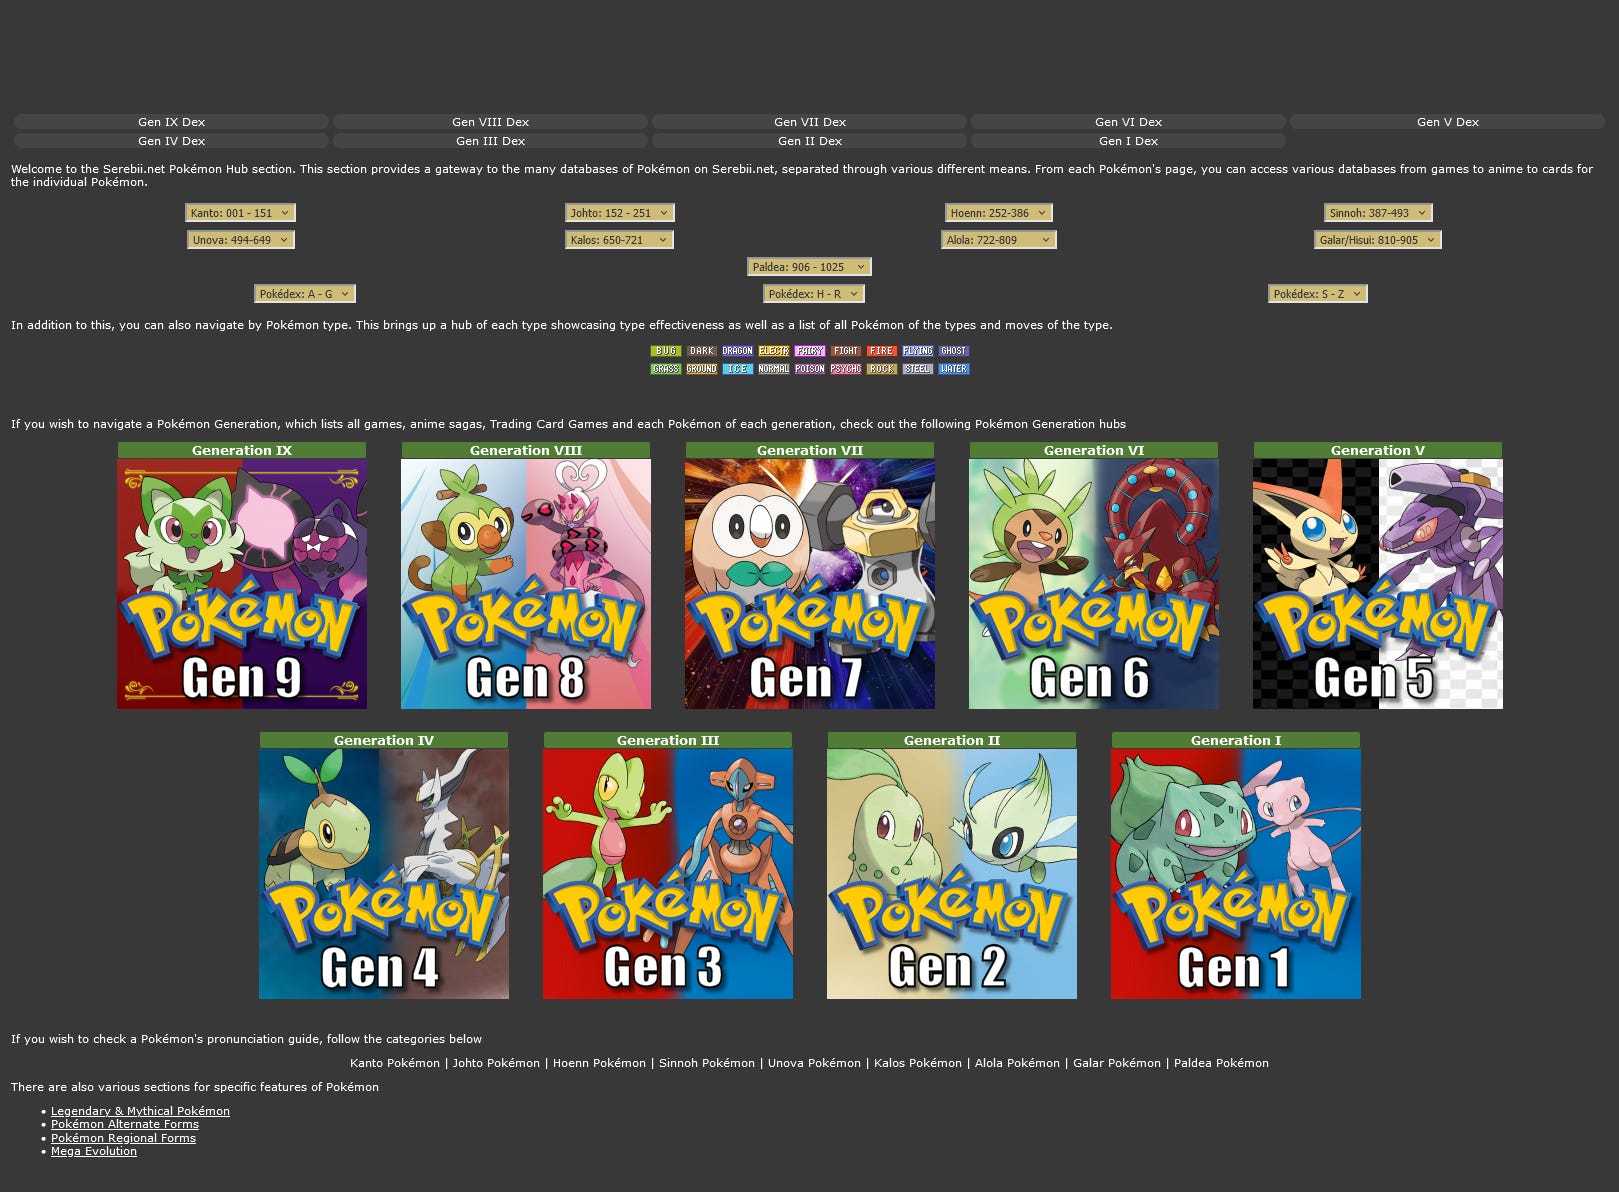 Gen IX Dex Gen VIII Dex Gen VII Dex Gen VI Dex Gen V Dex
Gen IV Dex Gen III Dex Gen II Dex Gen I Dex
Welcome to the Serebii.net Pokémon Hub section. This section provides a gateway to the many databases of Pokémon on Serebii.net, separated through various different means. From each Pokémon's page, you can access various databases from games to anime to cards for
the individual Pokémon.
Kanto: 001 - 151 Johto: 152 - 251 Hoenn: 252-386 Sinnoh: 387-493
Unova: 494-649 Kalos: 650-721 Alola: 722-809 Galar/Hisui: 810-905
Paldea: 906 - 1025
Pokédex: A - G Pokédex: H - R Pokédex: S - Z
In addition to this, you can also navigate by Pokémon type. This brings up a hub of each type showcasing type effectiveness as well as a list of all Pokémon of the types and moves of the type.
BUG DARK DRAGON ELECTR FAIRY FIGHT FIRE FLYING GHOST
GRASS GROUND ICE NORMAL POISON PSYCHC ROCK STEEL WATER
If you wish to navigate a Pokémon Generation, which lists all games, anime sagas, Trading Card Games and each Pokémon of each generation, check out the following Pokémon Generation hubs
Generation IX Generation VIII Generation VII Generation VI Generation V
Pokémon Pokémon Pokémon Pokémon Pokémon
Gen 9 Gen 8 Gen 7 Gen 6 Gen 5
Generation IV Generation III Generation II Generation I
Pokémon Pokémon Pokémon Pokémon
Gen 4 Gen 3 Gen 2 Gen 1
If you wish to check a Pokémon's pronunciation guide, follow the categories below
Kanto Pokémon | Johto Pokémon | Hoenn Pokémon | Sinnoh Pokémon | Unova Pokémon | Kalos Pokémon | Alola Pokémon | Galar Pokémon | Paldea Pokémon
There are also various sections for specific features of Pokémon
• Legendary & Mythical Pokémon
• Pokémon Alternate Forms
• Pokémon Regional Forms
• Mega Evolution